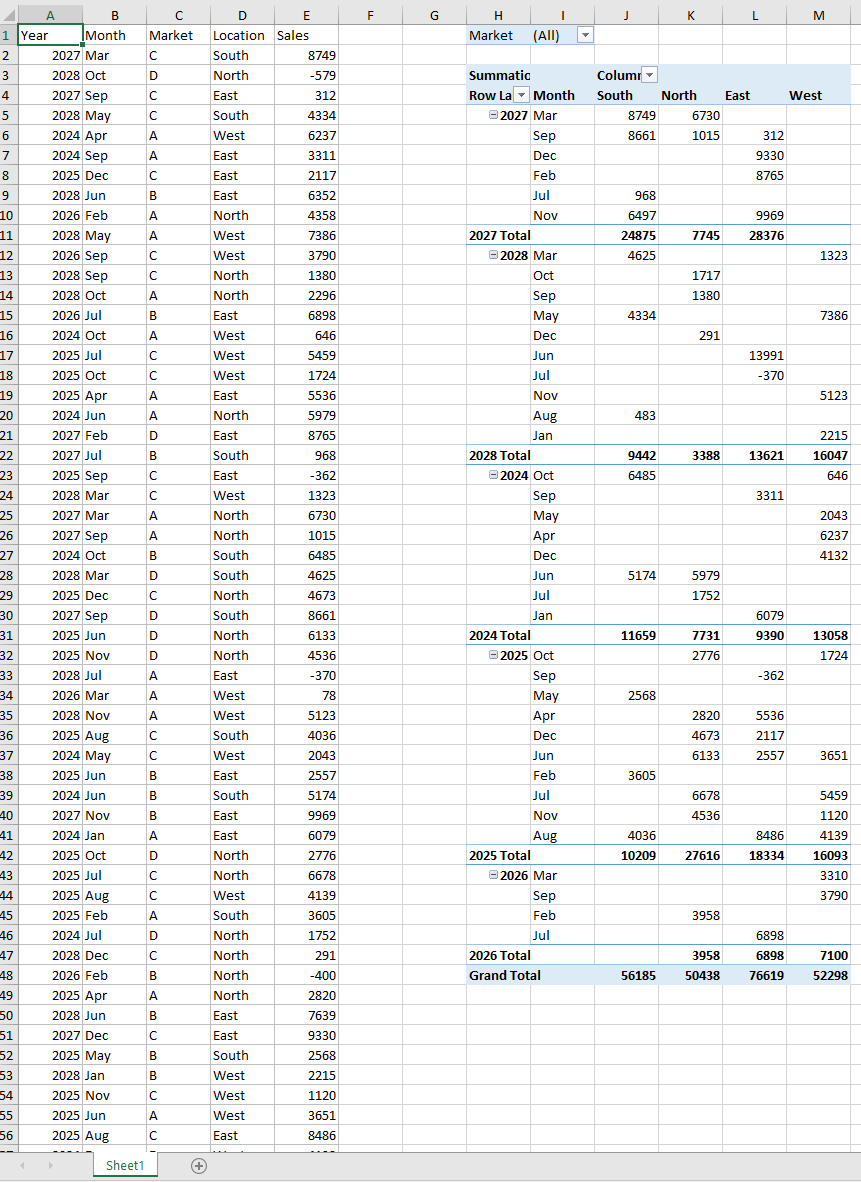 A B C D E F G H I J K L M
1 Year Month Market Location Sales Market (All)
2 2027 Mar C South 8749
3 2028 Oct D North -579 Summatio Column
4 2027 Sep C East 312 Row La Month South North East West
5 2028 May C South 4334 2027 Mar 8749 6730
6 2024 Apr A West 6237 Sep 8661 1015 312
7 2024 Sep A East 3311 Dec 9330
8 2025 Dec C East 2117 Feb 8765
9 2028 Jun B East 6352 Jul 968
10 2026 Feb A North 4358 Nov 6497 9969
11 2028 May A West 7386 2027 Total 24875 7745 28376
12 2026 Sep C West 3790 2028 Mar 4625 1323
13 2028 Sep C North 1380 Oct 1717
14 2028 Oct A North 2296 Sep 1380
15 2026 Jul B East 6898 May 4334 7386
16 2024 Oct A West 646 Dec 291
17 2025 Jul C West 5459 Jun 13991
18 2025 Oct C West 1724 Jul -370
19 2025 Apr A East 5536 Nov 5123
20 2024 Jun A North 5979 Aug 483
21 2027 Feb D East 8765 Jan 2215
22 2027 Jul B South 968 2028 Total 9442 3388 13621 16047
23 2025 Sep C East -362 2024 Oct 6485 646
24 2028 Mar C West 1323 Sep 3311
25 2027 Mar A North 6730 May 2043
26 2027 Sep A North 1015 Apr 6237
27 2024 Oct B South 6485 Dec 4132
28 2028 Mar D South 4625 Jun 5174 5979
29 2025 Dec C North 4673 Jul 1752
30 2027 Sep D South 8661 Jan 6079
31 2025 Jun D North 6133 2024 Total 11659 7731 9390 13058
32 2025 Nov D North 4536 2025 Oct 2776 1724
33 2028 Jul A East -370 Sep -362
34 2026 Mar A West 78 May 2568
35 2028 Nov A West 5123 Apr 2820 5536
36 2025 Aug C South 4036 Dec 4673 2117
37 2024 May C West 2043 Jun 6133 2557 3651
38 2025 Jun B East 2557 Feb 3605
39 2024 Jun B South 5174 Jul 6678 5459
40 2027 Nov B East 9969 Nov 4536 1120
41 2024 Jan A East 6079 Aug 4036 8486 4139
42 2025 Oct D North 2776 2025 Total 10209 27616 18334 16093
43 2025 Jul C North 6678 2026 Mar 3310
44 2025 Aug C West 4139 Sep 3790
45 2025 Feb A South 3605 Feb 3958
46 2024 Jul D North 1752 Jul 6898
47 2028 Dec C North 291 2026 Total 3958 6898 7100
48 2026 Feb B North -400 Grand Total 56185 50438 76619 52298
49 2025 Apr A North 2820
50 2028 Jun B East 7639
51 2027 Dec C East 9330
52 2025 May B South 2568
53 2028 Jan B West 2215
54 2025 Nov C West 1120
55 2025 Jun A West 3651
56 2025 Aug C East 8486
Sheet1